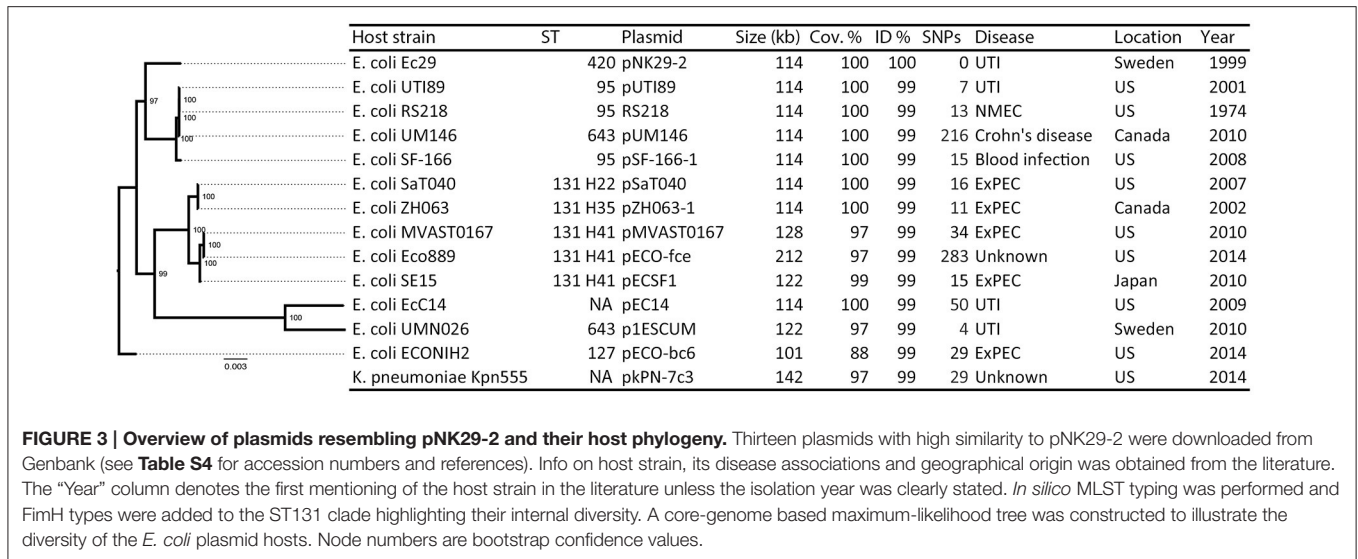 Host strain ST Plasmid Size (kb) Cov. % ID % SNPs Disease Location Year
E. coli Ec29 420 pNK29-2 114 100 100 0 UTI Sweden 1999
E. coli UTI89 95 pUTI89 114 100 99 7 UTI US 2001
E. coli RS218 95 RS218 114 100 99 13 NMEC US 1974
E. coli UM146 643 pUM146 114 100 99 216 Crohn's disease Canada 2010
E. coli SF-166 95 pSF-166-1 114 100 99 15 Blood infection US 2008
E. coli SaT040 131 H22 pSaT040 114 100 99 16 ExPEC US 2007
E. coli ZH063 131 H35 pZH063-1 114 100 99 11 ExPEC Canada 2002
E. coli MVAST0167 131 H41 pMVAST0167 128 97 99 34 ExPEC US 2010
E. coli Eco889 131 H41 pECO-fce 212 97 99 283 Unknown US 2014
E. coli SE15 131 H41 pECSF1 122 99 99 15 ExPEC Japan 2010
E. coli EcC14 NA pEC14 114 100 99 50 UTI US 2009
E. coli UMN026 643 p1ESCUM 122 97 99 4 UTI Sweden 2010
E. coli ECONIH2 127 pECO-bc6 101 88 99 29 ExPEC US 2014
K. pneumoniae Kpn555 NA pkPN-7c3 142 97 99 29 Unknown US 2014
97
100
100
100
100
100
100
100
99
100
0.003
FIGURE 3 | Overview of plasmids resembling pNK29-2 and their host phylogeny. Thirteen plasmids with high similarity to pNK29-2 were downloaded from
Genbank (see Table S4 for accession numbers and references). Info on host strain, its disease associations and geographical origin was obtained from the literature.
The “Year” column denotes the first mentioning of the host strain in the literature unless the isolation year was clearly stated. In silico MLST typing was performed and
FimH types were added to the ST131 clade highlighting their internal diversity. A core-genome based maximum-likelihood tree was constructed to illustrate the
diversity of the E. coli plasmid hosts. Node numbers are bootstrap confidence values.